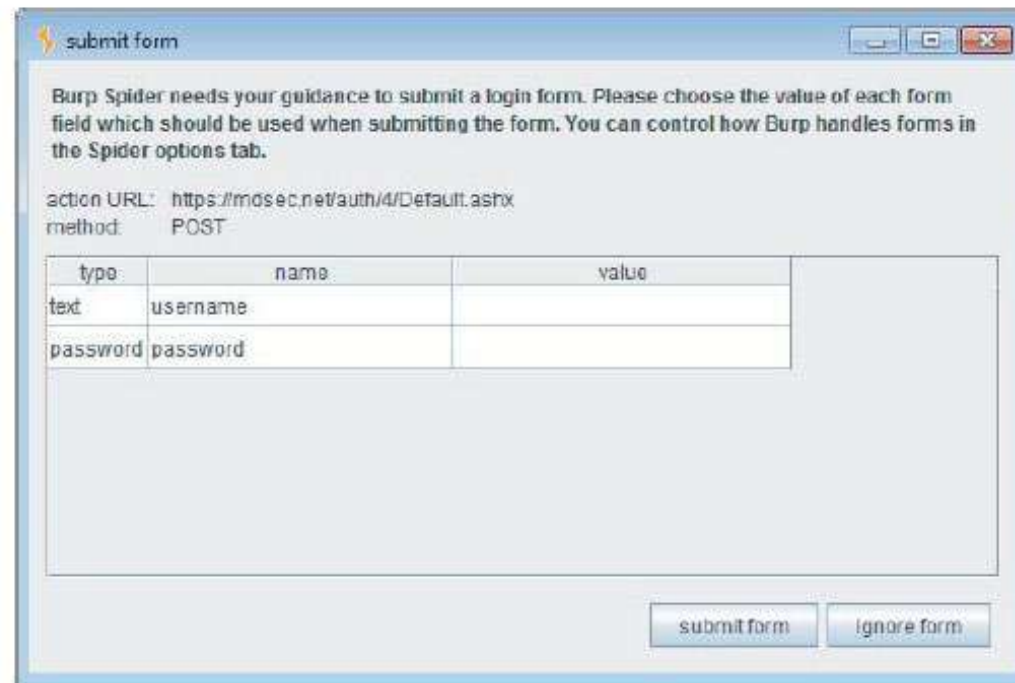 submit form
Burp Spider needs your guidance to submit a login form. Please choose the value of each form
field which should be used when submitting the form. You can control how Burp handles forms in
the Spider options tab.
action URL: https://mdsec.net/auth/4/Default.ashx
method: POST
type name value
text username
password password
submit form ignore form